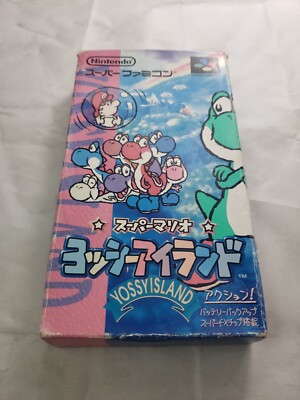 Nintendo
スーパーファミコン
スーパーマリオ
ヨッシーアイランド
TM
YOSSY ISLAND
アクション!
バッテリーバックアップ
スーパーFXチップ搭載